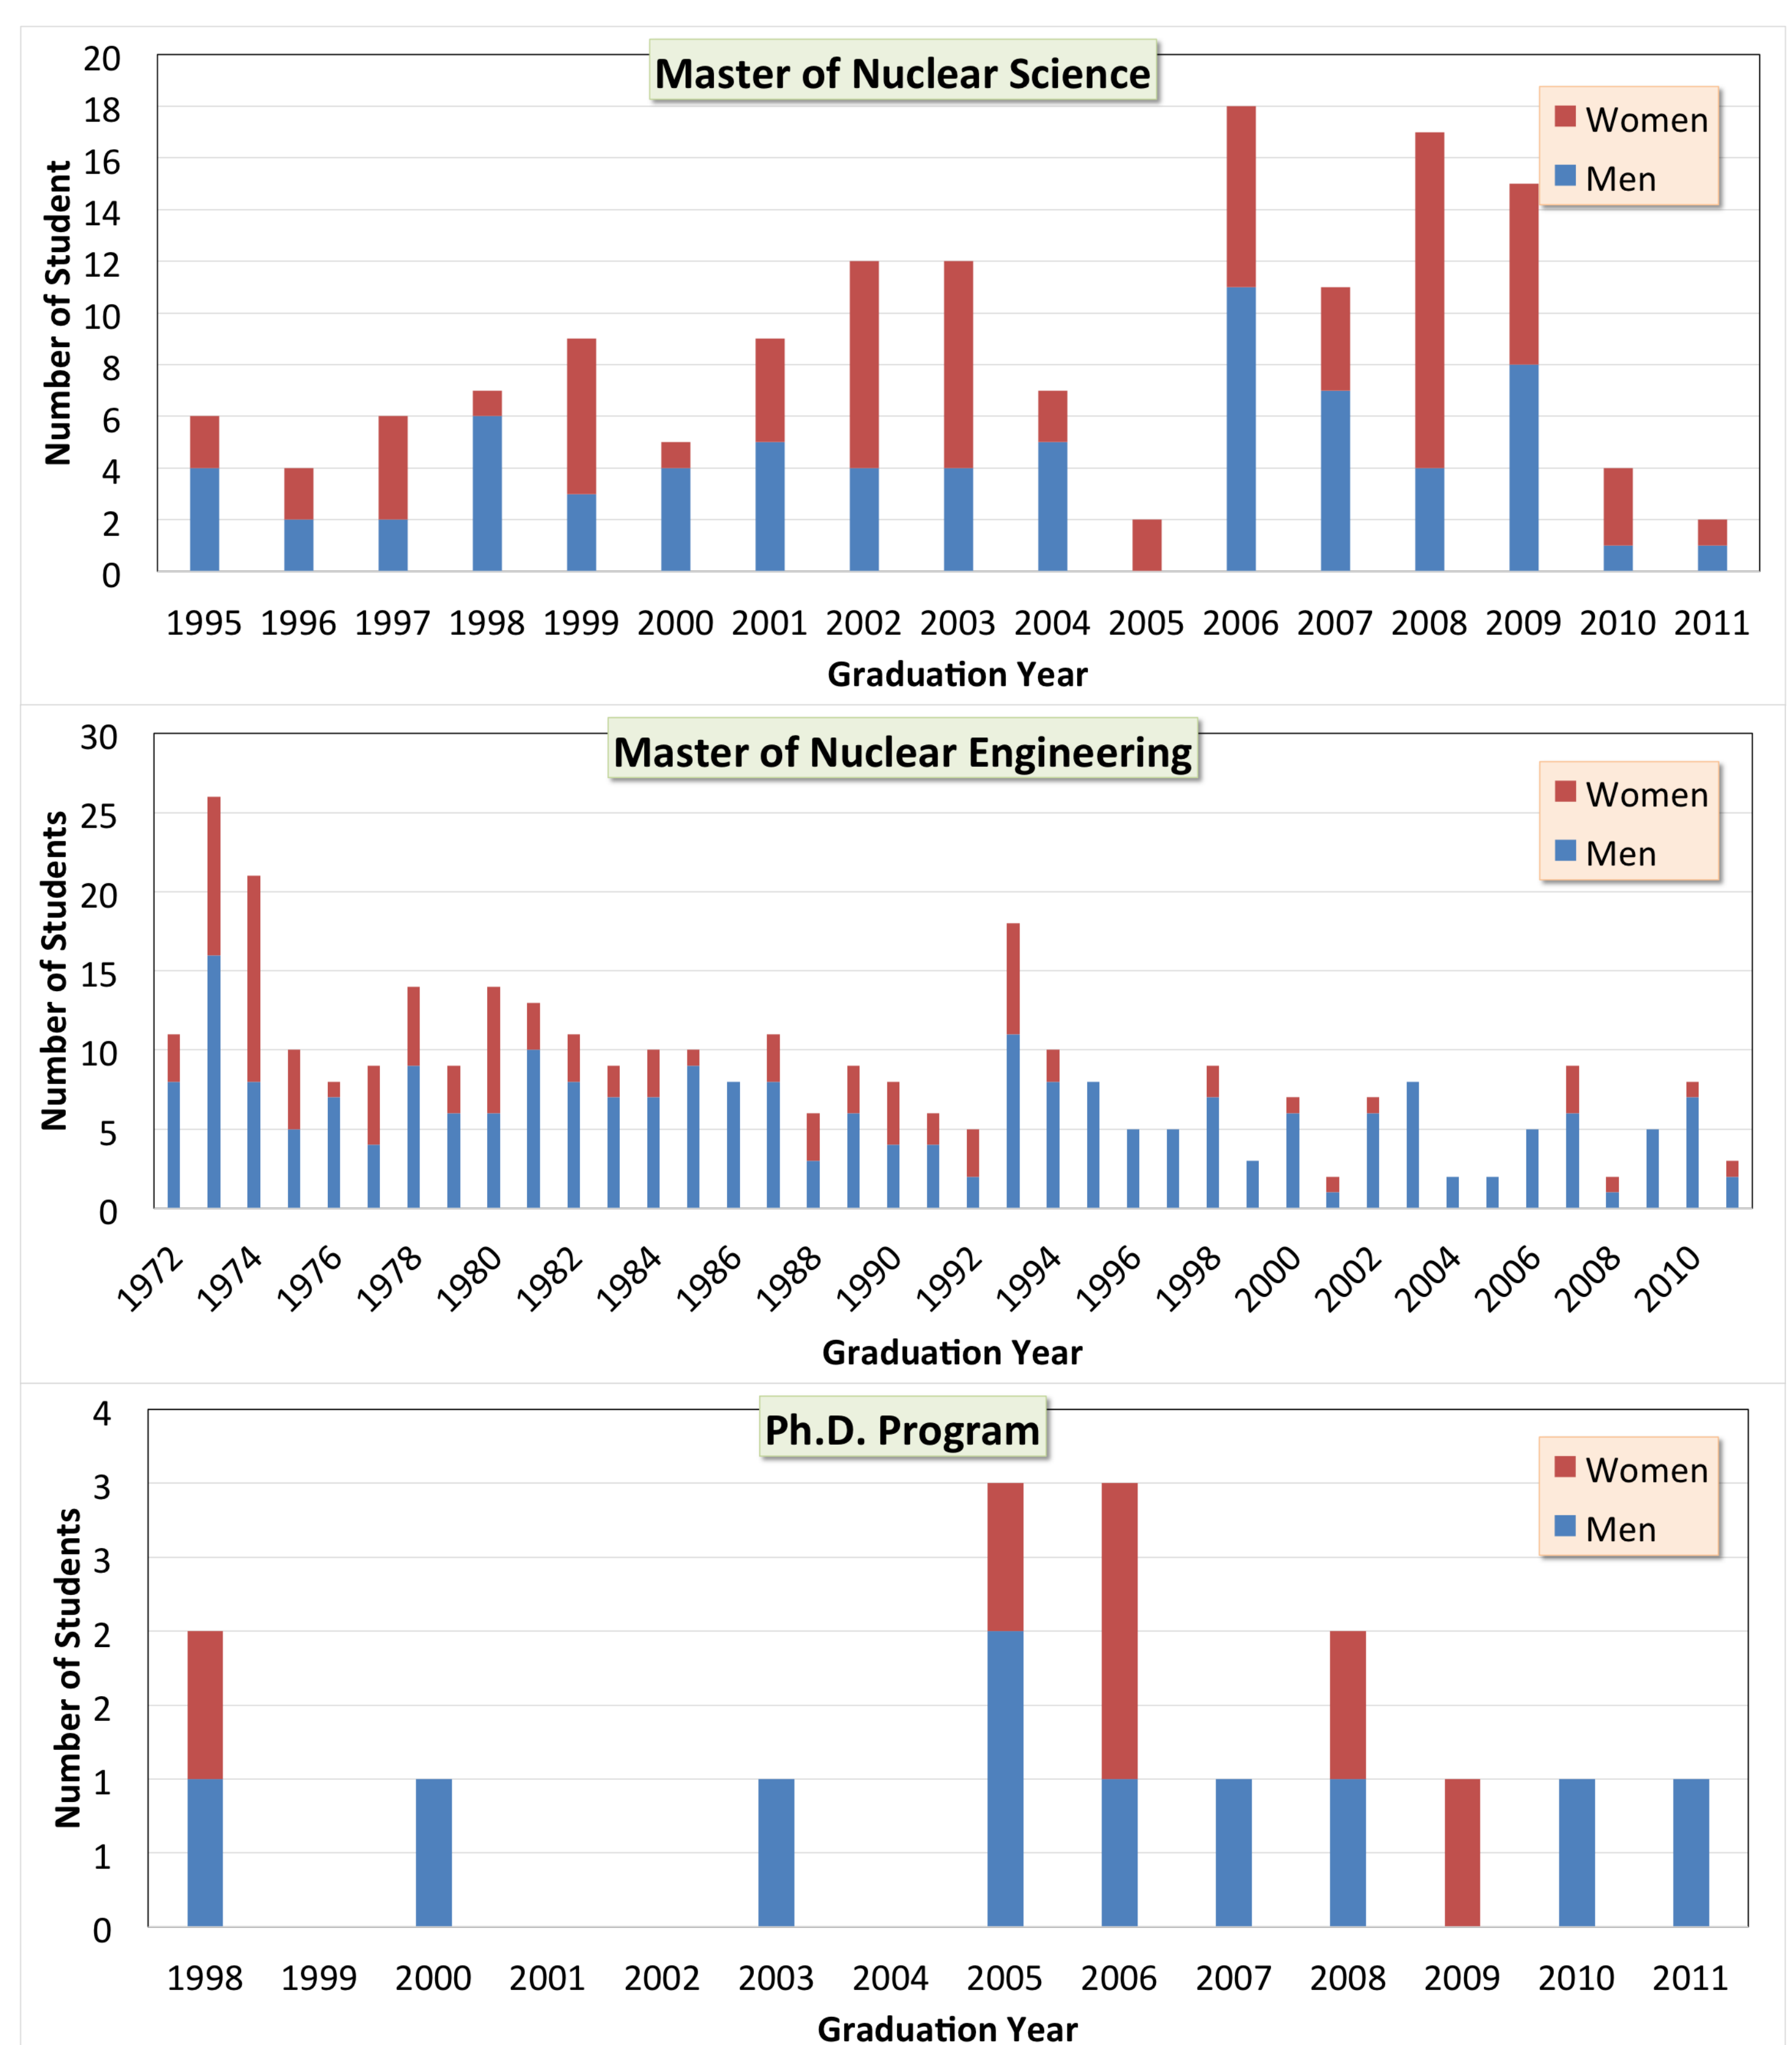 Master of Nuclear Science
20
18
16
14
12
10
8
6
4
2
0
Number of Student
Women
Men
1995 1996 1997 1998 1999 2000 2001 2002 2003 2004 2005 2006 2007 2008 2009 2010 2011
Graduation Year
Master of Nuclear Engineering
30
25
20
15
10
5
0
Number of Students
Women
Men
1972 1974 1976 1978 1980 1982 1984 1986 1988 1990 1992 1994 1996 1998 2000 2002 2004 2006 2008 2010
Graduation Year
Ph.D. Program
4
3
3
2
2
1
1
0
Number of Students
Women
Men
1998 1999 2000 2001 2002 2003 2004 2005 2006 2007 2008 2009 2010 2011
Graduation Year